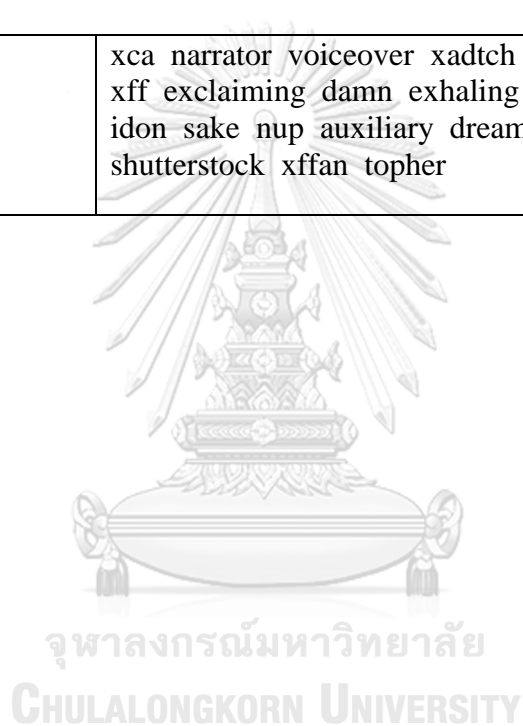 xca narrator voiceover xadtch
xff exclaiming damn exhaling
idon sake nup auxiliary dream
shutterstock xffan topher
จุฬาลงกรณ์มหาวิทยาลัย
CHULALONGKORN UNIVERSITY